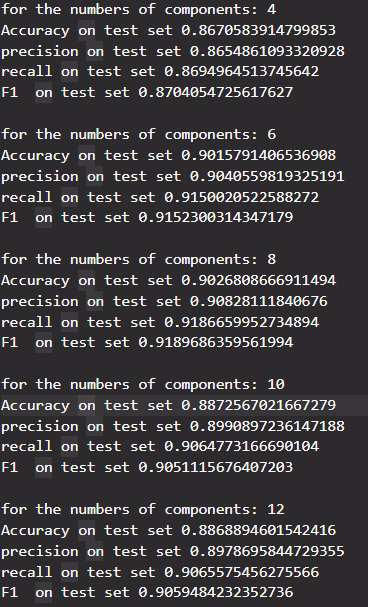 for the numbers of components: 4
Accuracy on test set 0.8670583914799853
precision on test set 0.8654861093320928
recall on test set 0.8694964513745642
F1  on test set 0.8704054725617627
for the numbers of components: 6
Accuracy on test set 0.9015791406536908
precision on test set 0.9040559819325191
recall on test set 0.9150020522588272
F1  on test set 0.9152300314347179
for the numbers of components: 8
Accuracy on test set 0.9026808666911494
precision on test set 0.90828111840676
recall on test set 0.9186659952734894
F1  on test set 0.9189686359561994
for the numbers of components: 10
Accuracy on test set 0.8872567021667279
precision on test set 0.8990897236147188
recall on test set 0.9064773166690104
F1  on test set 0.9051115676407203
for the numbers of components: 12
Accuracy on test set 0.8868894601542416
precision on test set 0.8978695844729355
recall on test set 0.9065575456275566
F1  on test set 0.9059484232352736